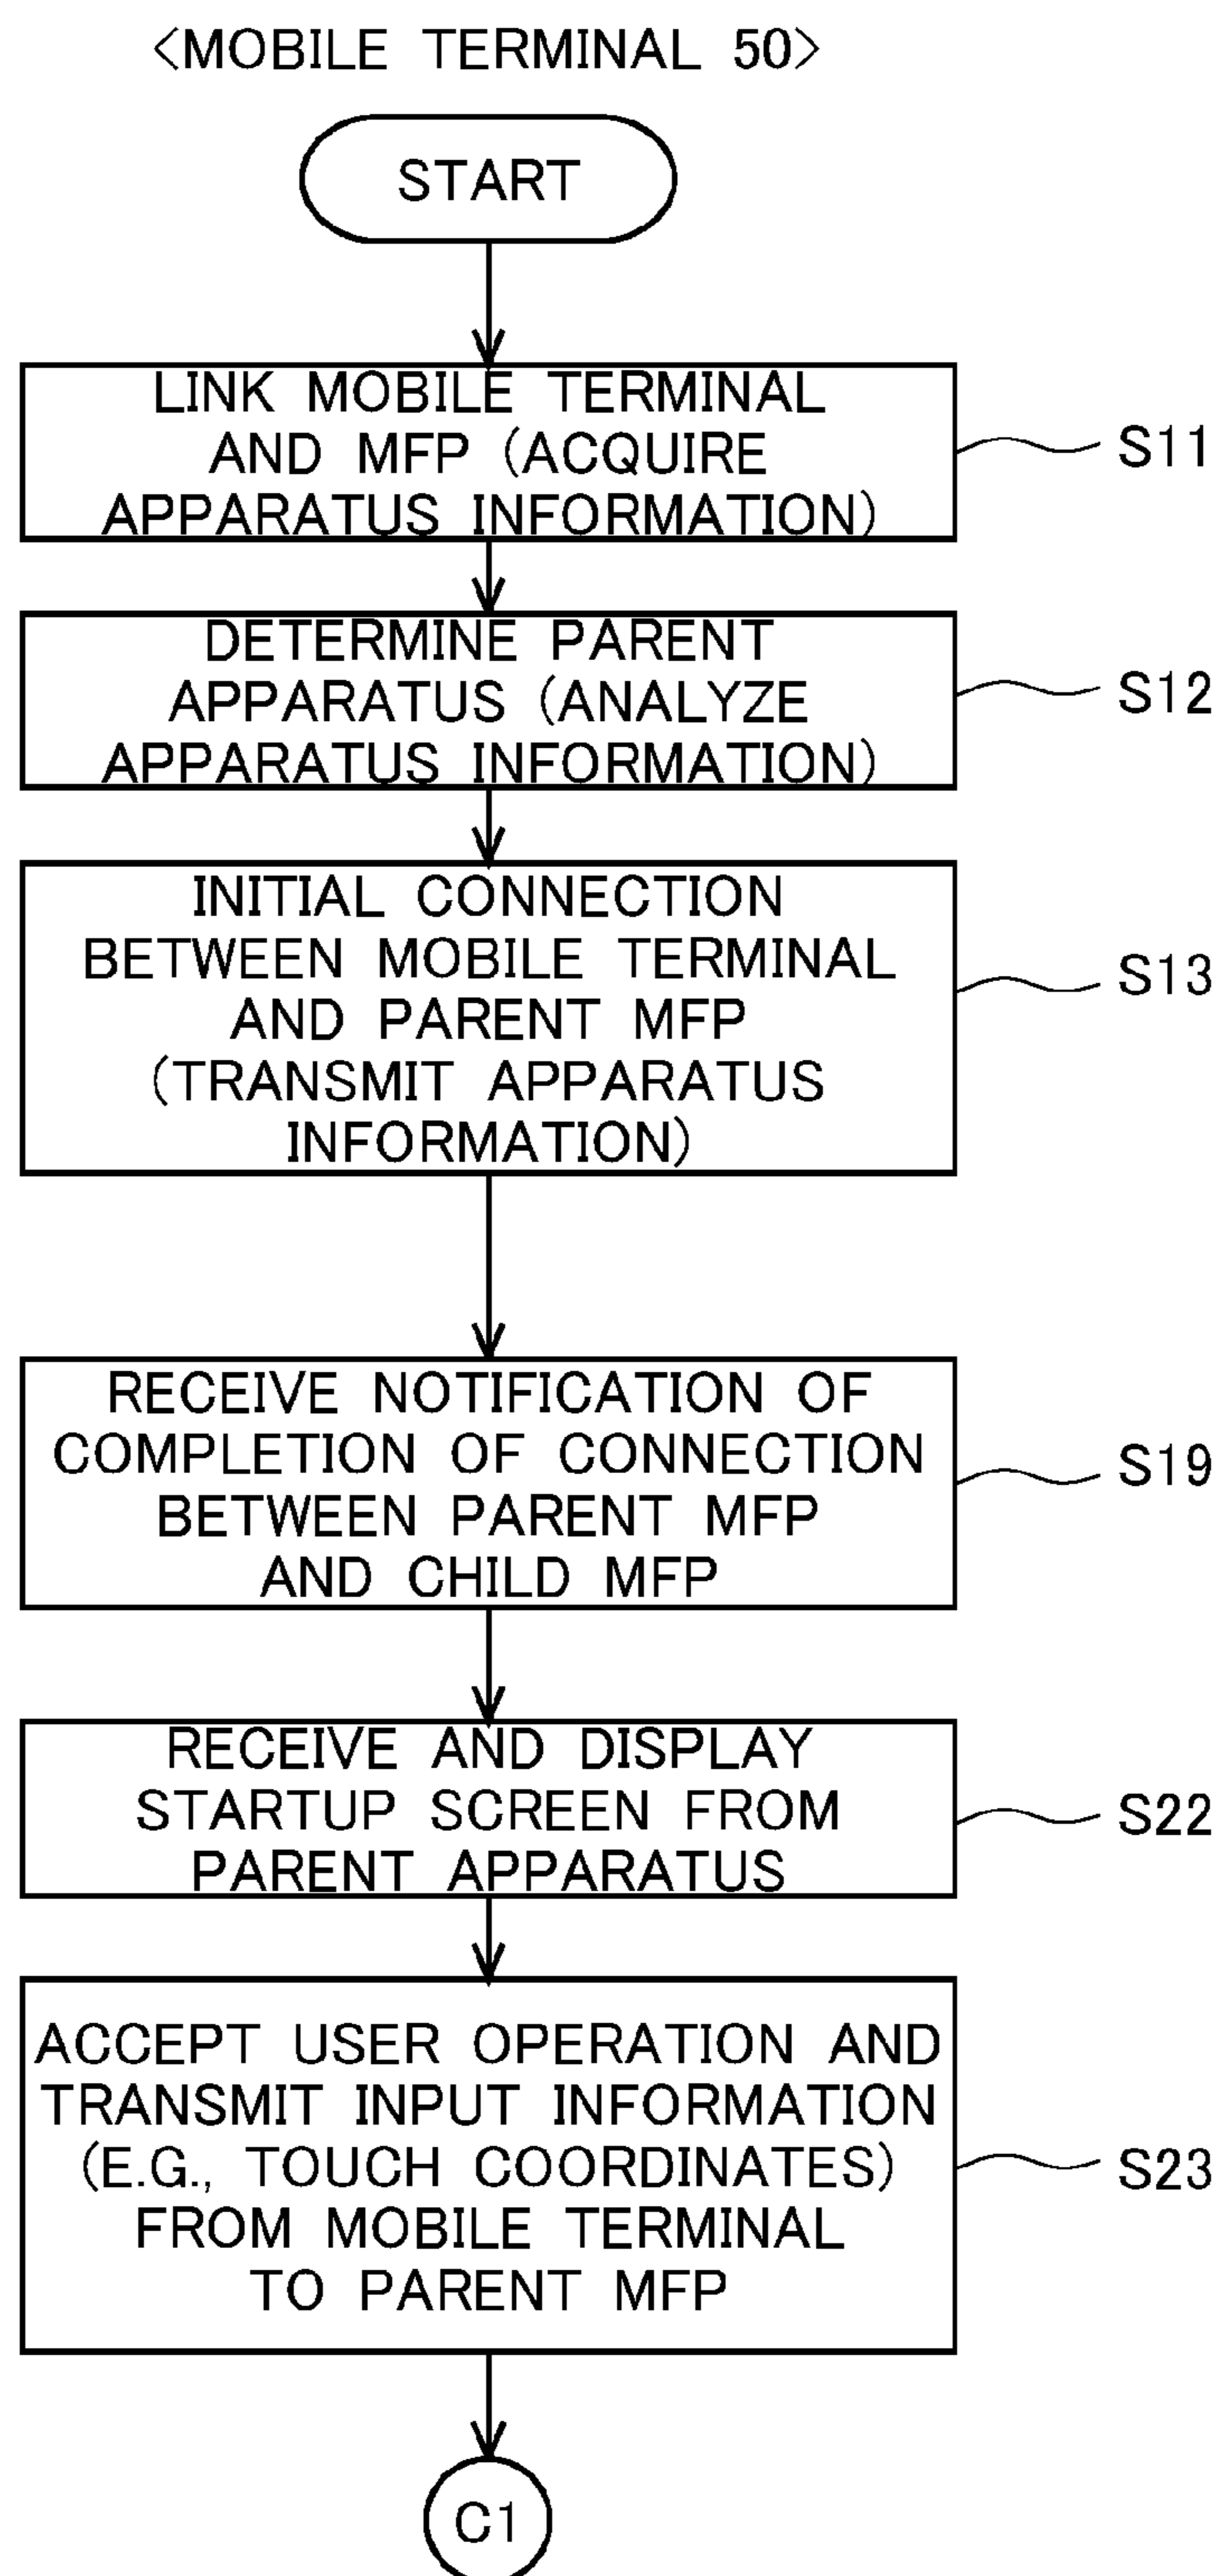 <MOBILE TERMINAL 50>
START
LINK MOBILE TERMINAL
AND MFP (ACQUIRE
APPARATUS INFORMATION)
S11
DETERMINE PARENT
APPARATUS (ANALYZE
APPARATUS INFORMATION)
S12
INITIAL CONNECTION
BETWEEN MOBILE TERMINAL
AND PARENT MFP
(TRANSMIT APPARATUS
INFORMATION)
S13
RECEIVE NOTIFICATION OF
COMPLETION OF CONNECTION
BETWEEN PARENT MFP
AND CHILD MFP
S19
RECEIVE AND DISPLAY
STARTUP SCREEN FROM
PARENT APPARATUS
S22
ACCEPT USER OPERATION AND
TRANSMIT INPUT INFORMATION
(E.G., TOUCH COORDINATES)
FROM MOBILE TERMINAL
TO PARENT MFP
S23
C1